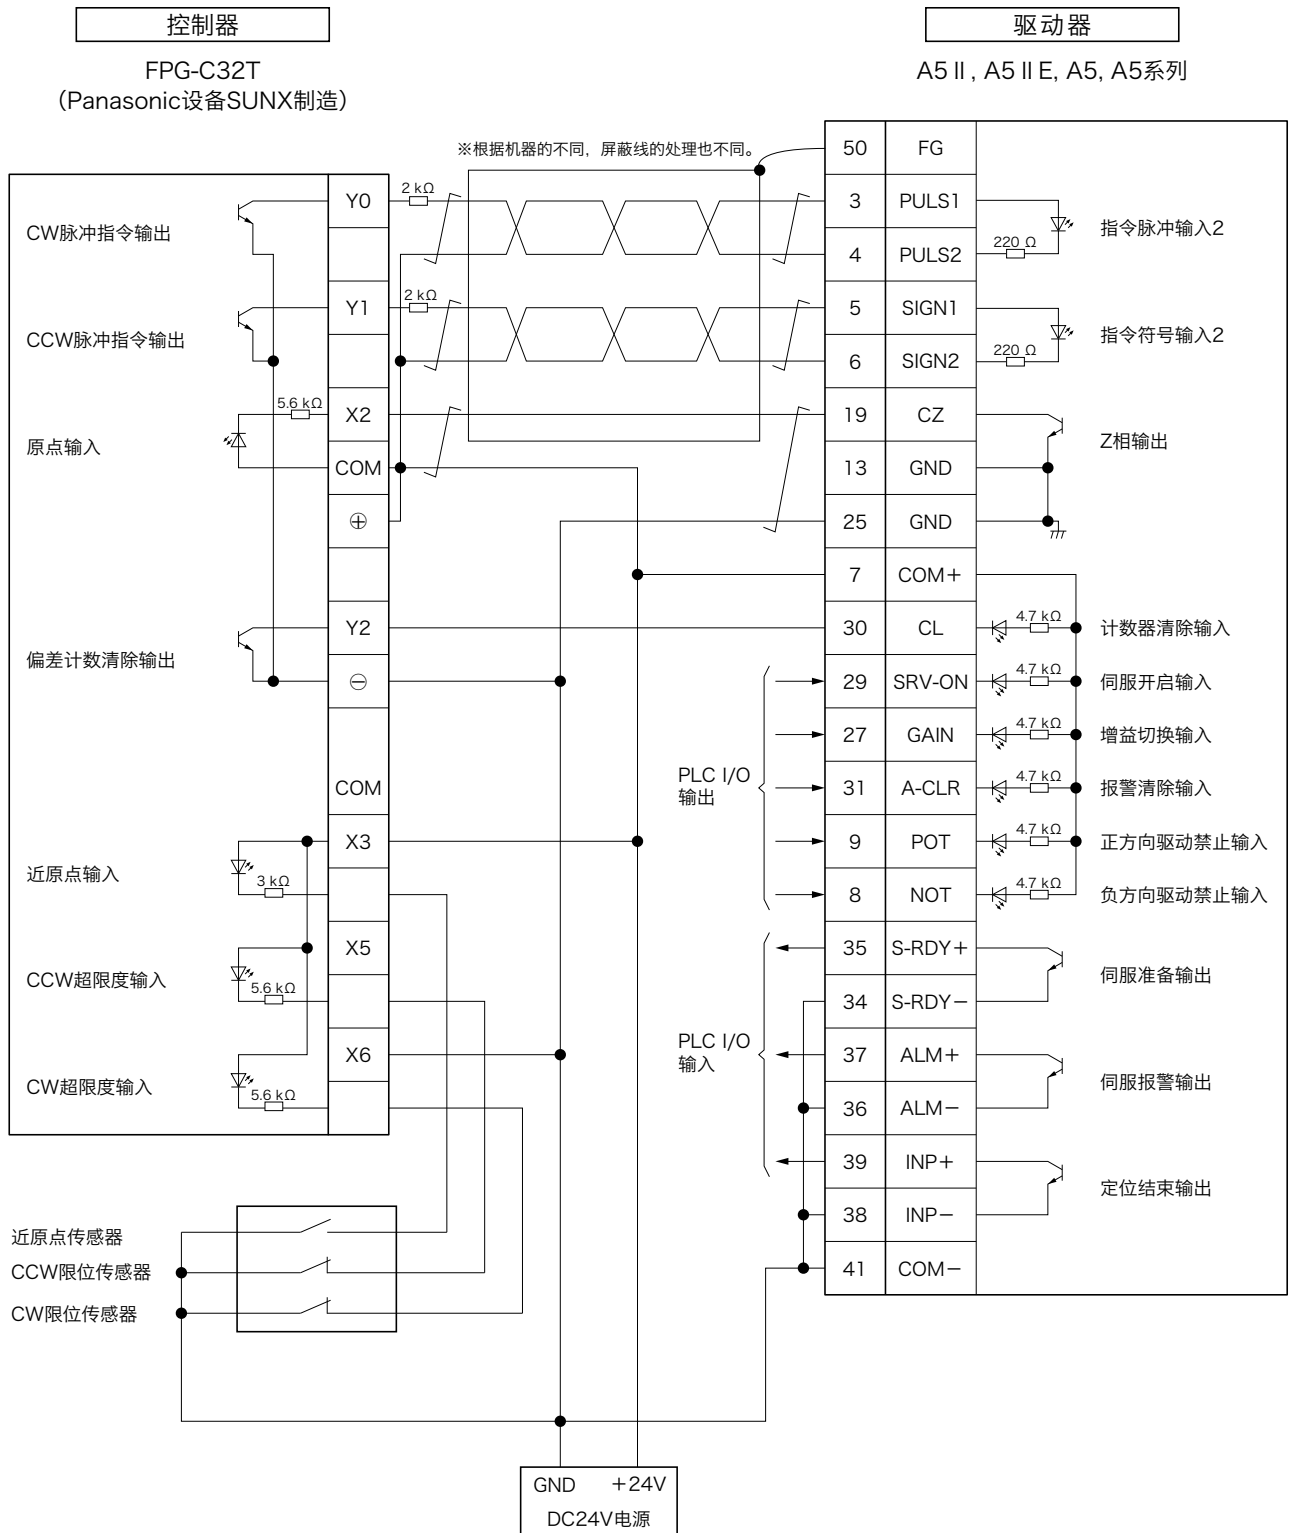 控制器
FPG-C32T
（Panasonic设备SUNX制造）
驱动器
A5Ⅱ, A5ⅡE, A5, A5系列
※根据机器的不同，屏蔽线的处理也不同。
CW脉冲指令输出
CCW脉冲指令输出
原点输入
偏差计数清除输出
近原点输入
CCW超限度输入
CW超限度输入
5.6 kΩ
3 kΩ
5.6 kΩ
5.6 kΩ
Y0
Y1
X2
COM
⊕
Y2
⊖
COM
X3
X5
X6
2 kΩ
2 kΩ
PLC I/O
输出
PLC I/O
输入
50 FG
3 PULS1
4 PULS2
5 SIGN1
6 SIGN2
19 CZ
13 GND
25 GND
7 COM+
30 CL
29 SRV-ON
27 GAIN
31 A-CLR
9 POT
8 NOT
35 S-RDY+
34 S-RDY−
37 ALM+
36 ALM−
39 INP+
38 INP−
41 COM−
220 Ω
220 Ω
4.7 kΩ
4.7 kΩ
4.7 kΩ
4.7 kΩ
4.7 kΩ
4.7 kΩ
指令脉冲输入2
指令符号输入2
Z相输出
计数器清除输入
伺服开启输入
增益切换输入
报警清除输入
正方向驱动禁止输入
负方向驱动禁止输入
伺服准备输出
伺服报警输出
定位结束输出
近原点传感器
CCW限位传感器
CW限位传感器
GND +24V
DC24V电源